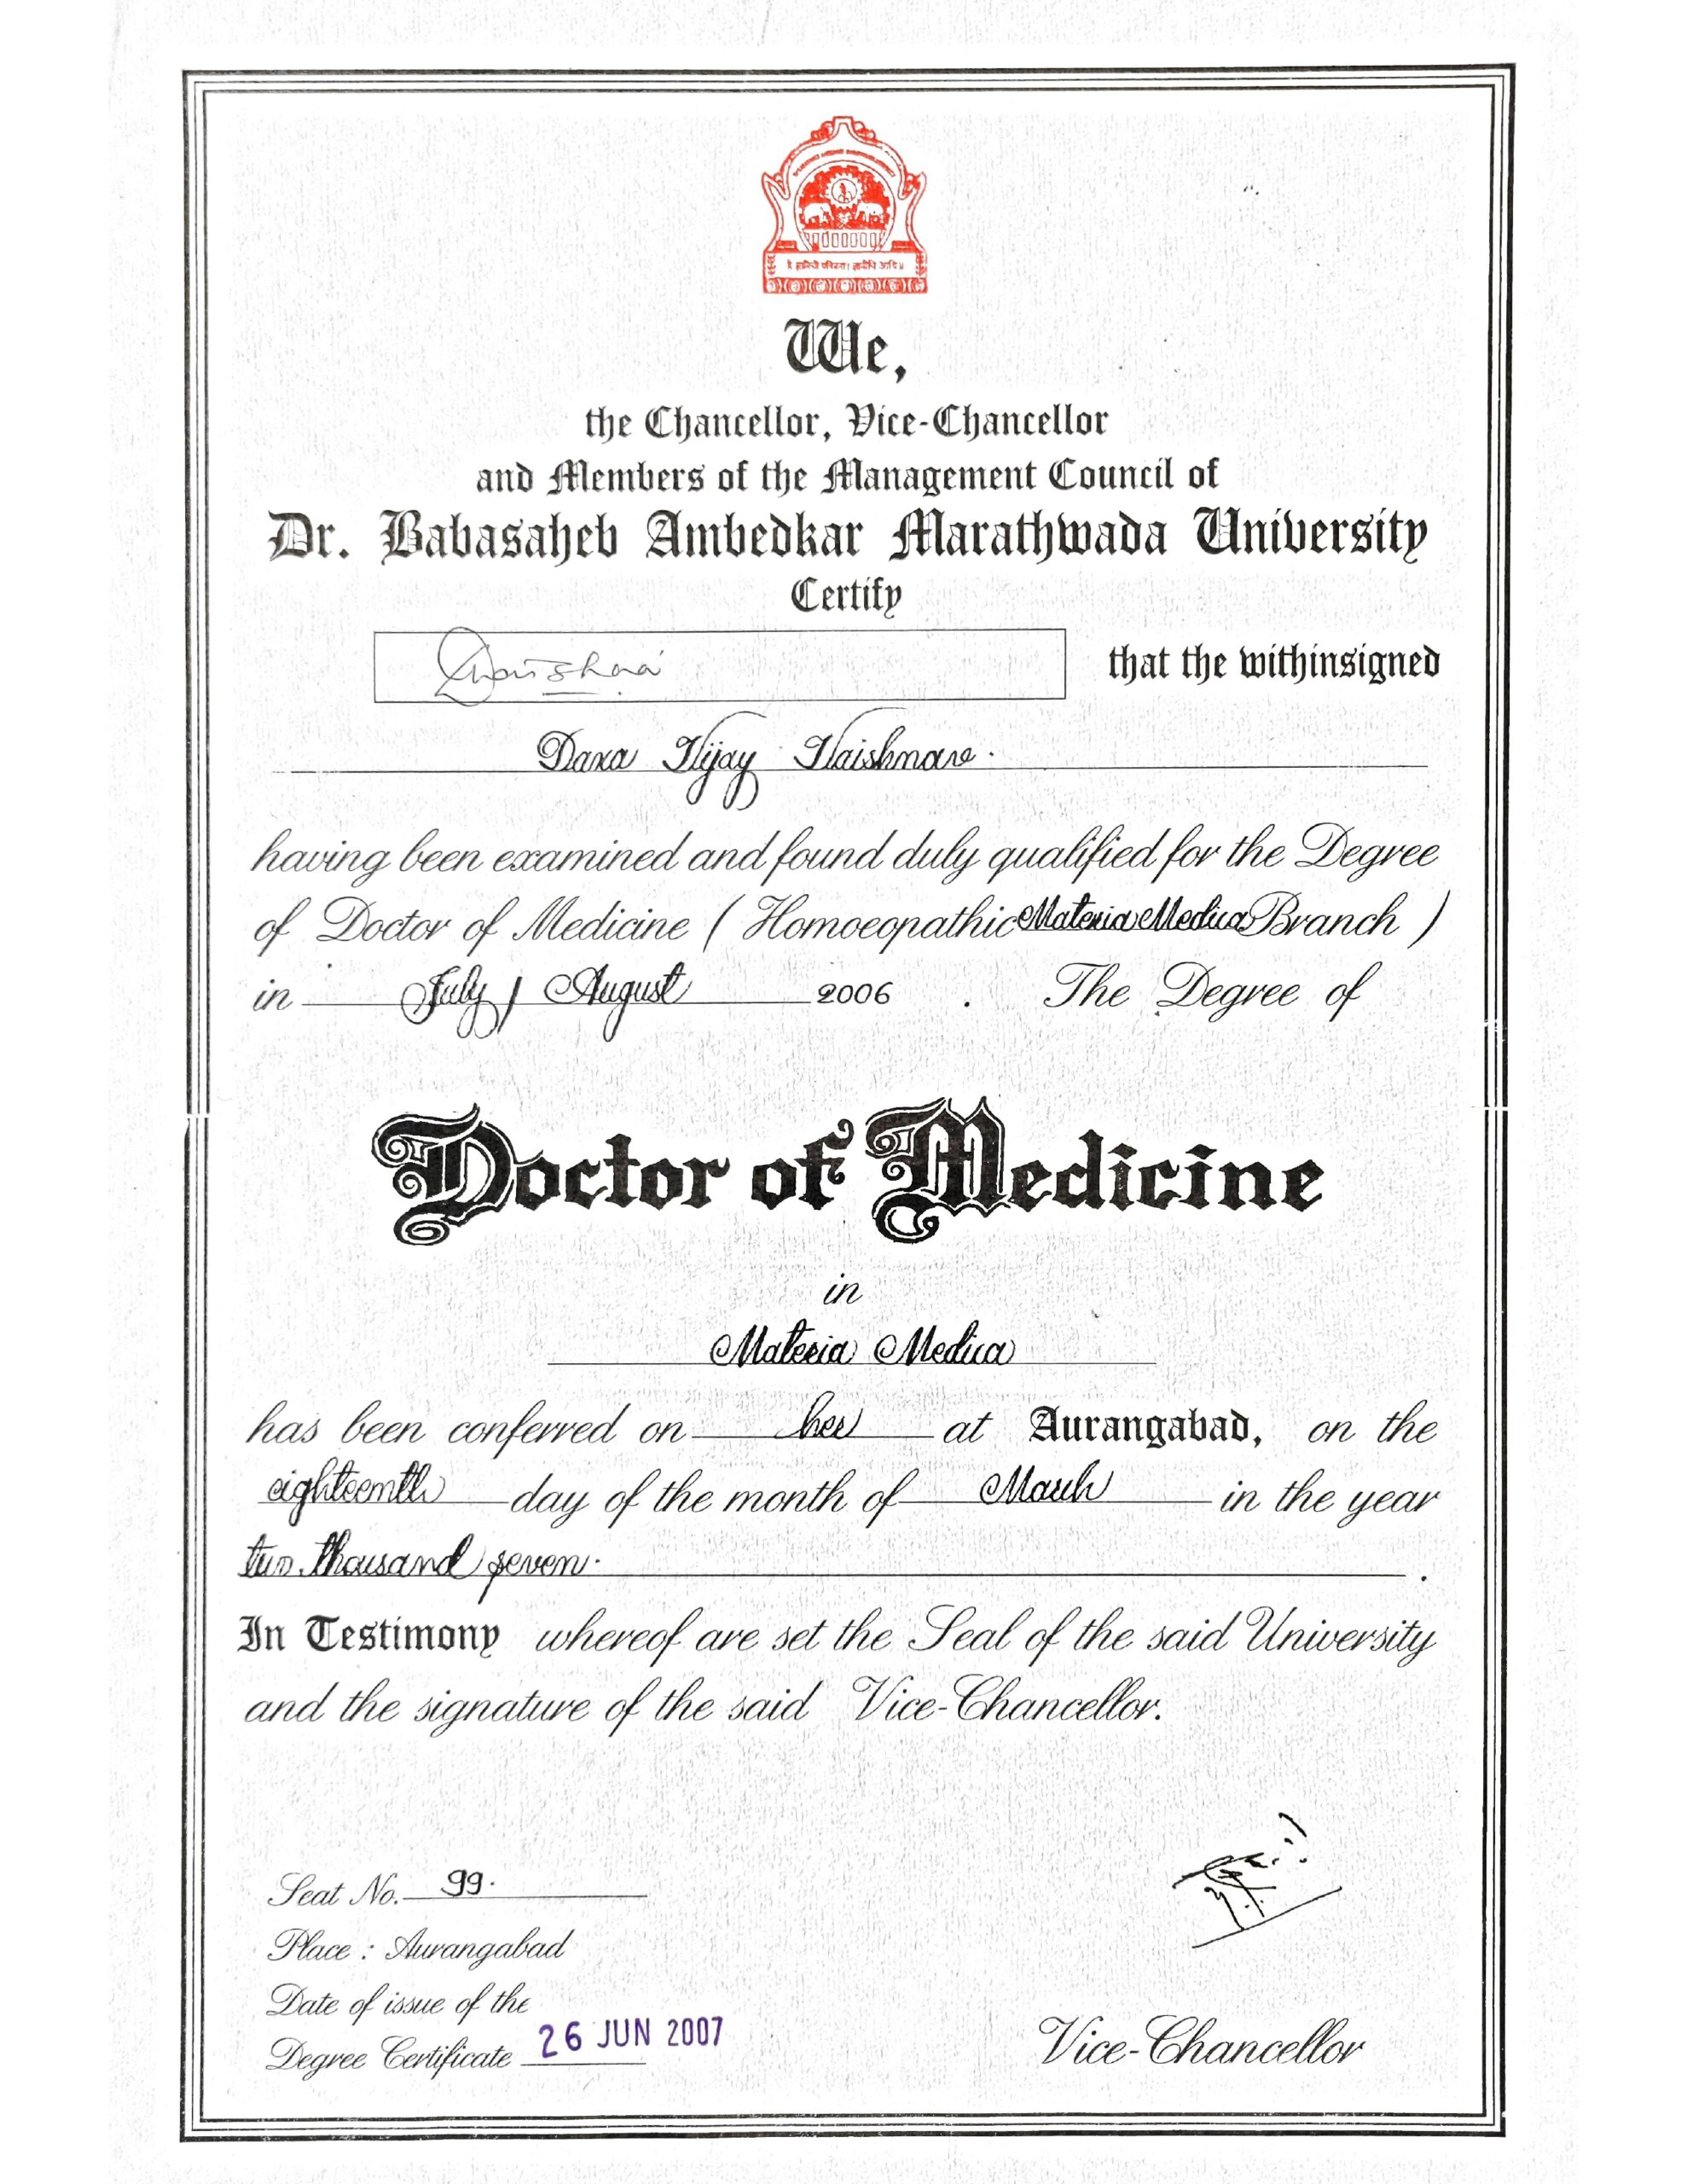 We,
the Chancellor, Vice-Chancellor
and Members of the Management Council of
Dr. Babasaheb Ambedkar Marathwada University
Certify
that the withinsigned
Daxa Vijay Vaishnav.
having been examined and found duly qualified for the Degree
of Doctor of Medicine ( Homoeopathic Materia Medica Branch )
in July / August 2006 . The Degree of
Doctor of Medicine
in
Materia Medica
has been conferred on her at Aurangabad, on the
eighteenth day of the month of March in the year
two thousand seven.
In Testimony whereof are set the Seal of the said University
and the signature of the said Vice-Chancellor.
Seat No. 99.
Place : Aurangabad
Date of issue of the
Degree Certificate 26 JUN 2007
Vice-Chancellor